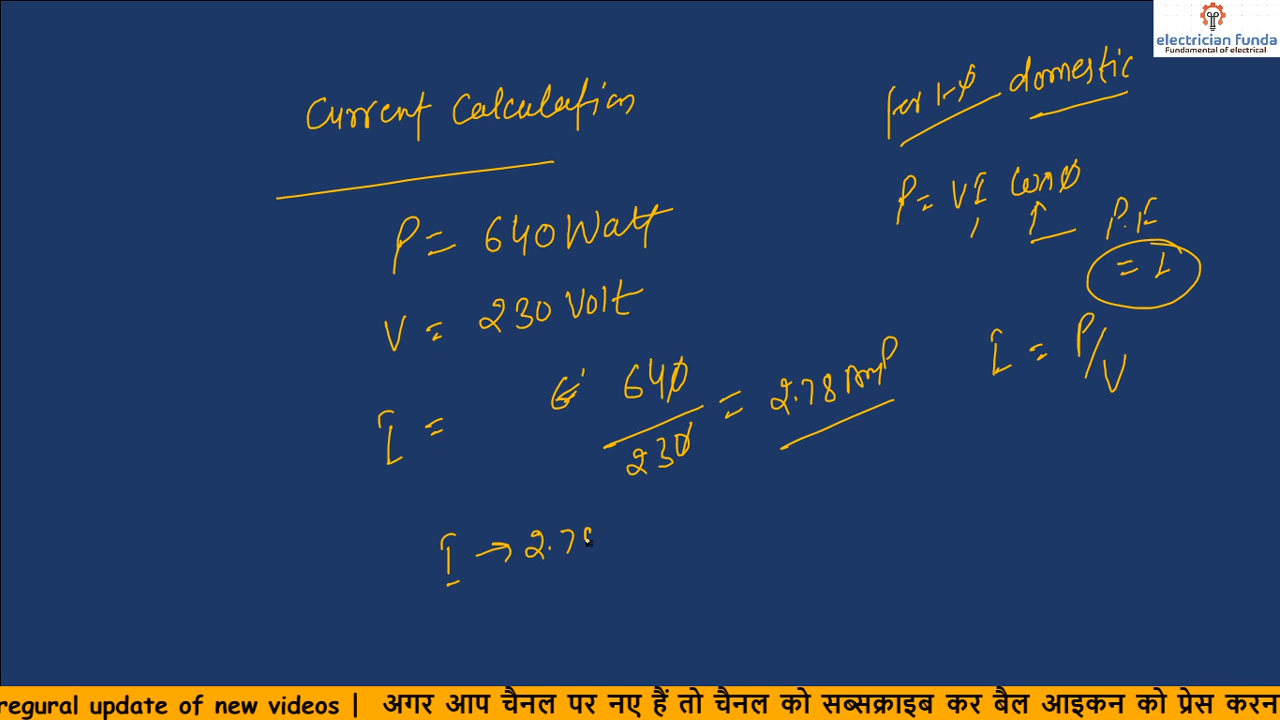 electrician funda
Fundamental of electrical
Current Calculation
for 1-φ domestic
P = VI cosφ
P.F
= 1
P = 640 Watt
V = 230 Volt
I = P/V
I = 640/230 = 2.78 Amp
I → 2.78
regural update of new videos | अगर आप चैनल पर नए हैं तो चैनल को सब्सक्राइब कर बैल आइकन को प्रेस करन